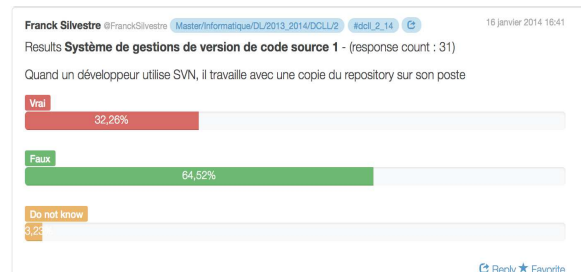 Franck Silvestre @FranckSilvestre Master/Informatique/DL/2013_2014/DCLL/2 #dcll_2_14 16 janvier 2014 16:41
Results Système de gestions de version de code source 1 - (response count : 31)
Quand un développeur utilise SVN, il travaille avec une copie du repository sur son poste
Vrai
32,26%
Faux
64,52%
Do not know
3,23
Reply Favorite